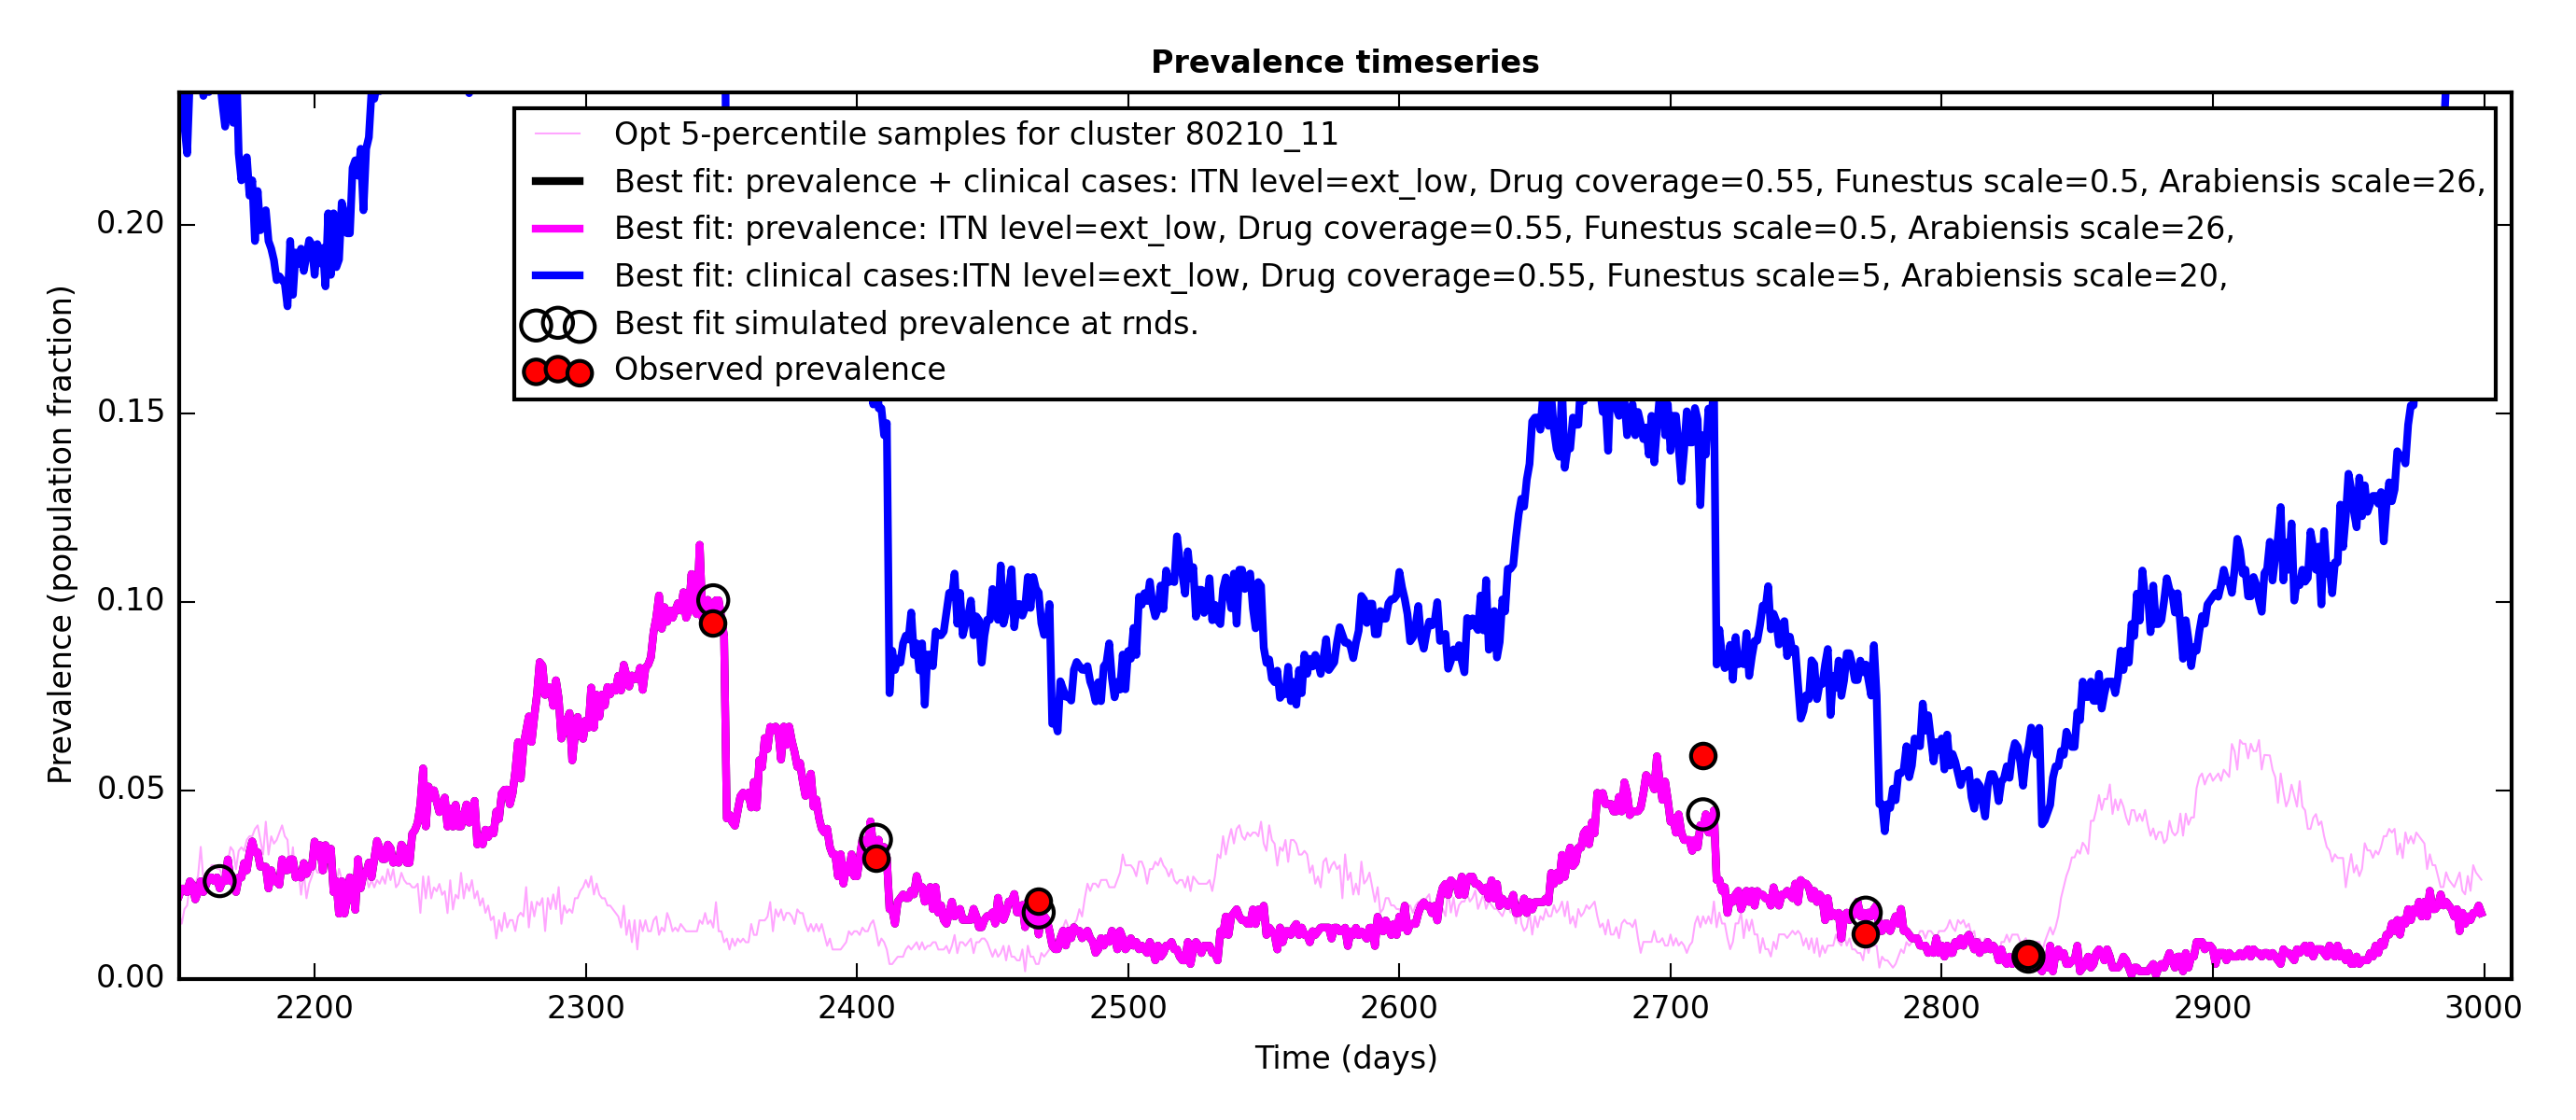 Prevalence timeseries
Opt 5-percentile samples for cluster 80210_11
Best fit: prevalence + clinical cases: ITN level=ext_low, Drug coverage=0.55, Funestus scale=0.5, Arabiensis scale=26,
Best fit: prevalence: ITN level=ext_low, Drug coverage=0.55, Funestus scale=0.5, Arabiensis scale=26,
Best fit: clinical cases:ITN level=ext_low, Drug coverage=0.55, Funestus scale=5, Arabiensis scale=20,
Best fit simulated prevalence at rnds.
Observed prevalence
Prevalence (population fraction)
0.20
0.15
0.10
0.05
0.00
2200 2300 2400 2500 2600 2700 2800 2900 3000
Time (days)